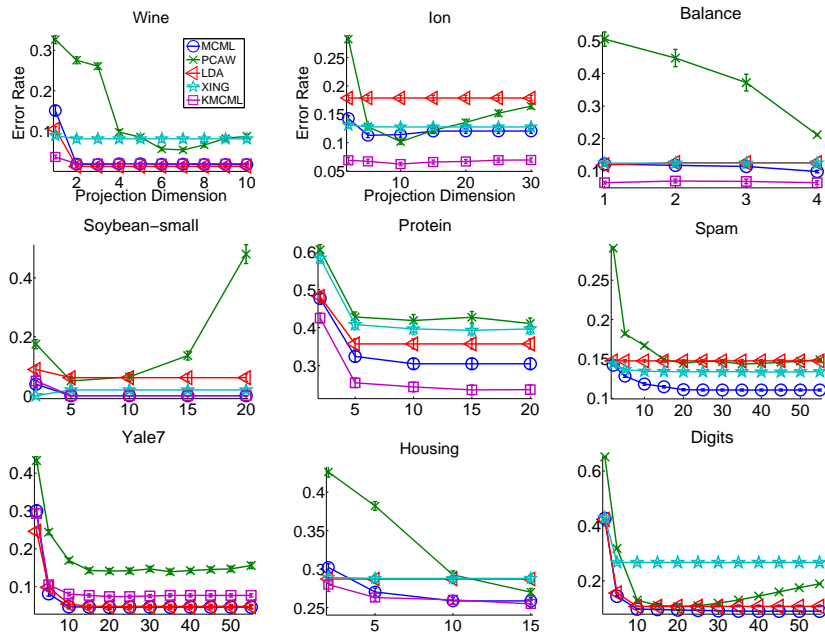 Wine
Ion
Balance
Error Rate
0.3
0.2
0.1
2 4 6 8 10
Projection Dimension
MCML
PCAW
LDA
XING
KMCML
Error Rate
0.25
0.2
0.15
0.1
0.05
0 10 20 30
Projection Dimension
0.5
0.4
0.3
0.2
0.1
1 2 3 4
Soybean−small
Protein
Spam
0.4
0.2
0
5 10 15 20
0.6
0.5
0.4
0.3
5 10 15 20
0.25
0.2
0.15
0.1
10 20 30 40 50
Yale7
Housing
Digits
0.4
0.3
0.2
0.1
10 20 30 40 50
0.4
0.35
0.3
0.25
5 10 15
0.6
0.4
0.2
10 20 30 40 50